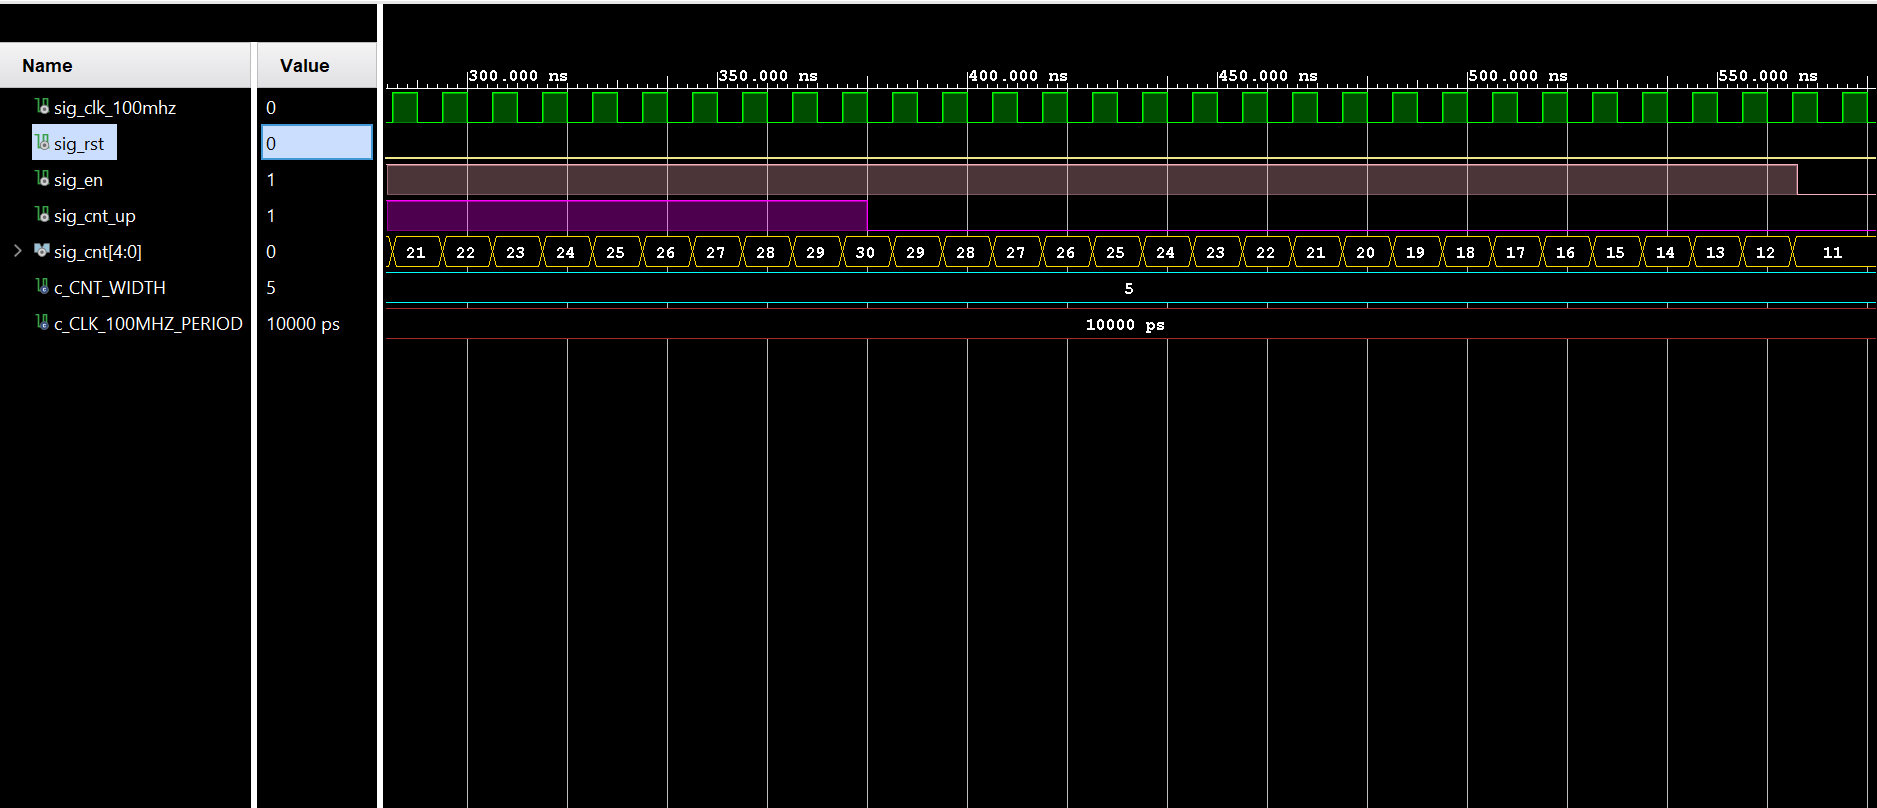 Name Value
300.000 ns 350.000 ns 400.000 ns 450.000 ns 500.000 ns 550.000 ns
sig_clk_100mhz 0
sig_rst 0
sig_en 1
sig_cnt_up 1
sig_cnt[4:0] 0 21 22 23 24 25 26 27 28 29 30 29 28 27 26 25 24 23 22 21 20 19 18 17 16 15 14 13 12 11
c_CNT_WIDTH 5 5
c_CLK_100MHZ_PERIOD 10000 ps 10000 ps